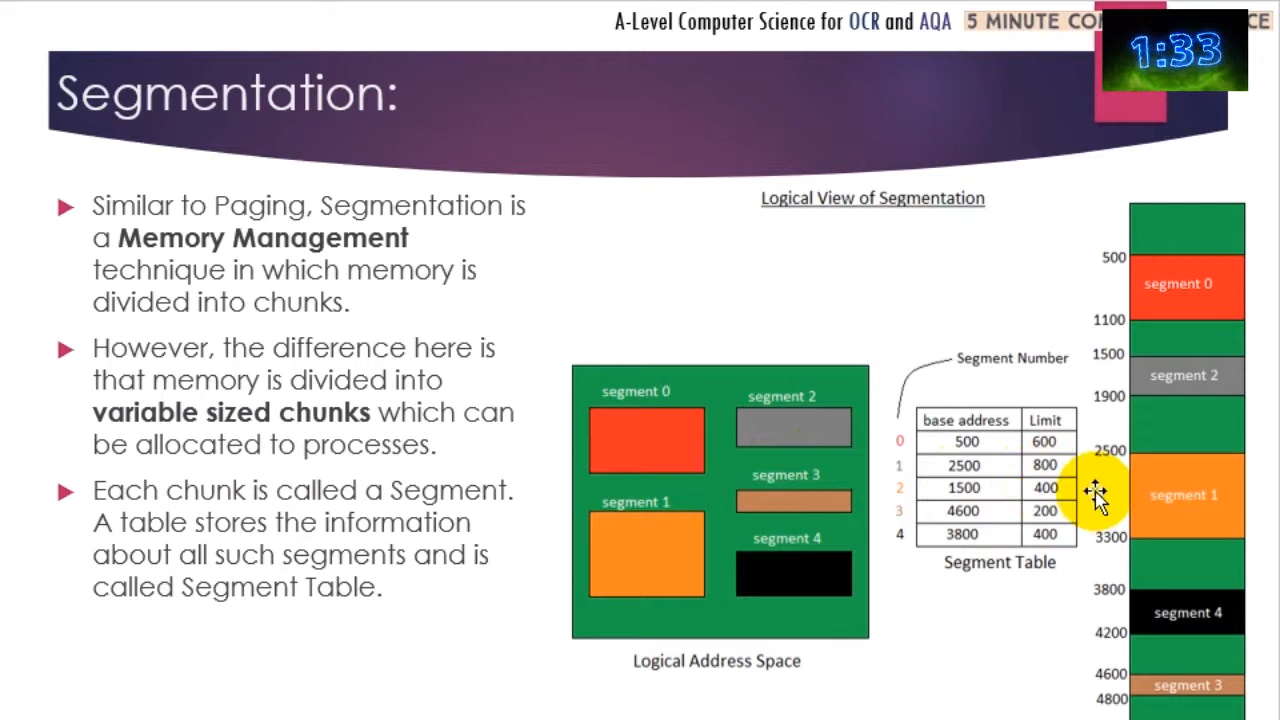 A-Level Computer Science for OCR and AQA
5 MINUTE CO
CE
1:33
Segmentation:
Similar to Paging, Segmentation is
a Memory Management
technique in which memory is
divided into chunks.
However, the difference here is
that memory is divided into
variable sized chunks which can
be allocated to processes.
Each chunk is called a Segment.
A table stores the information
about all such segments and is
called Segment Table.
Logical View of Segmentation
segment 0
segment 2
segment 3
segment 1
segment 4
Logical Address Space
Segment Number
base address Limit
0 500 600
1 2500 800
2 1500 400
3 4600 200
4 3800 400
Segment Table
500
segment 0
1100
1500
segment 2
1900
2500
segment 1
3300
3800
segment 4
4200
4600
segment 3
4800